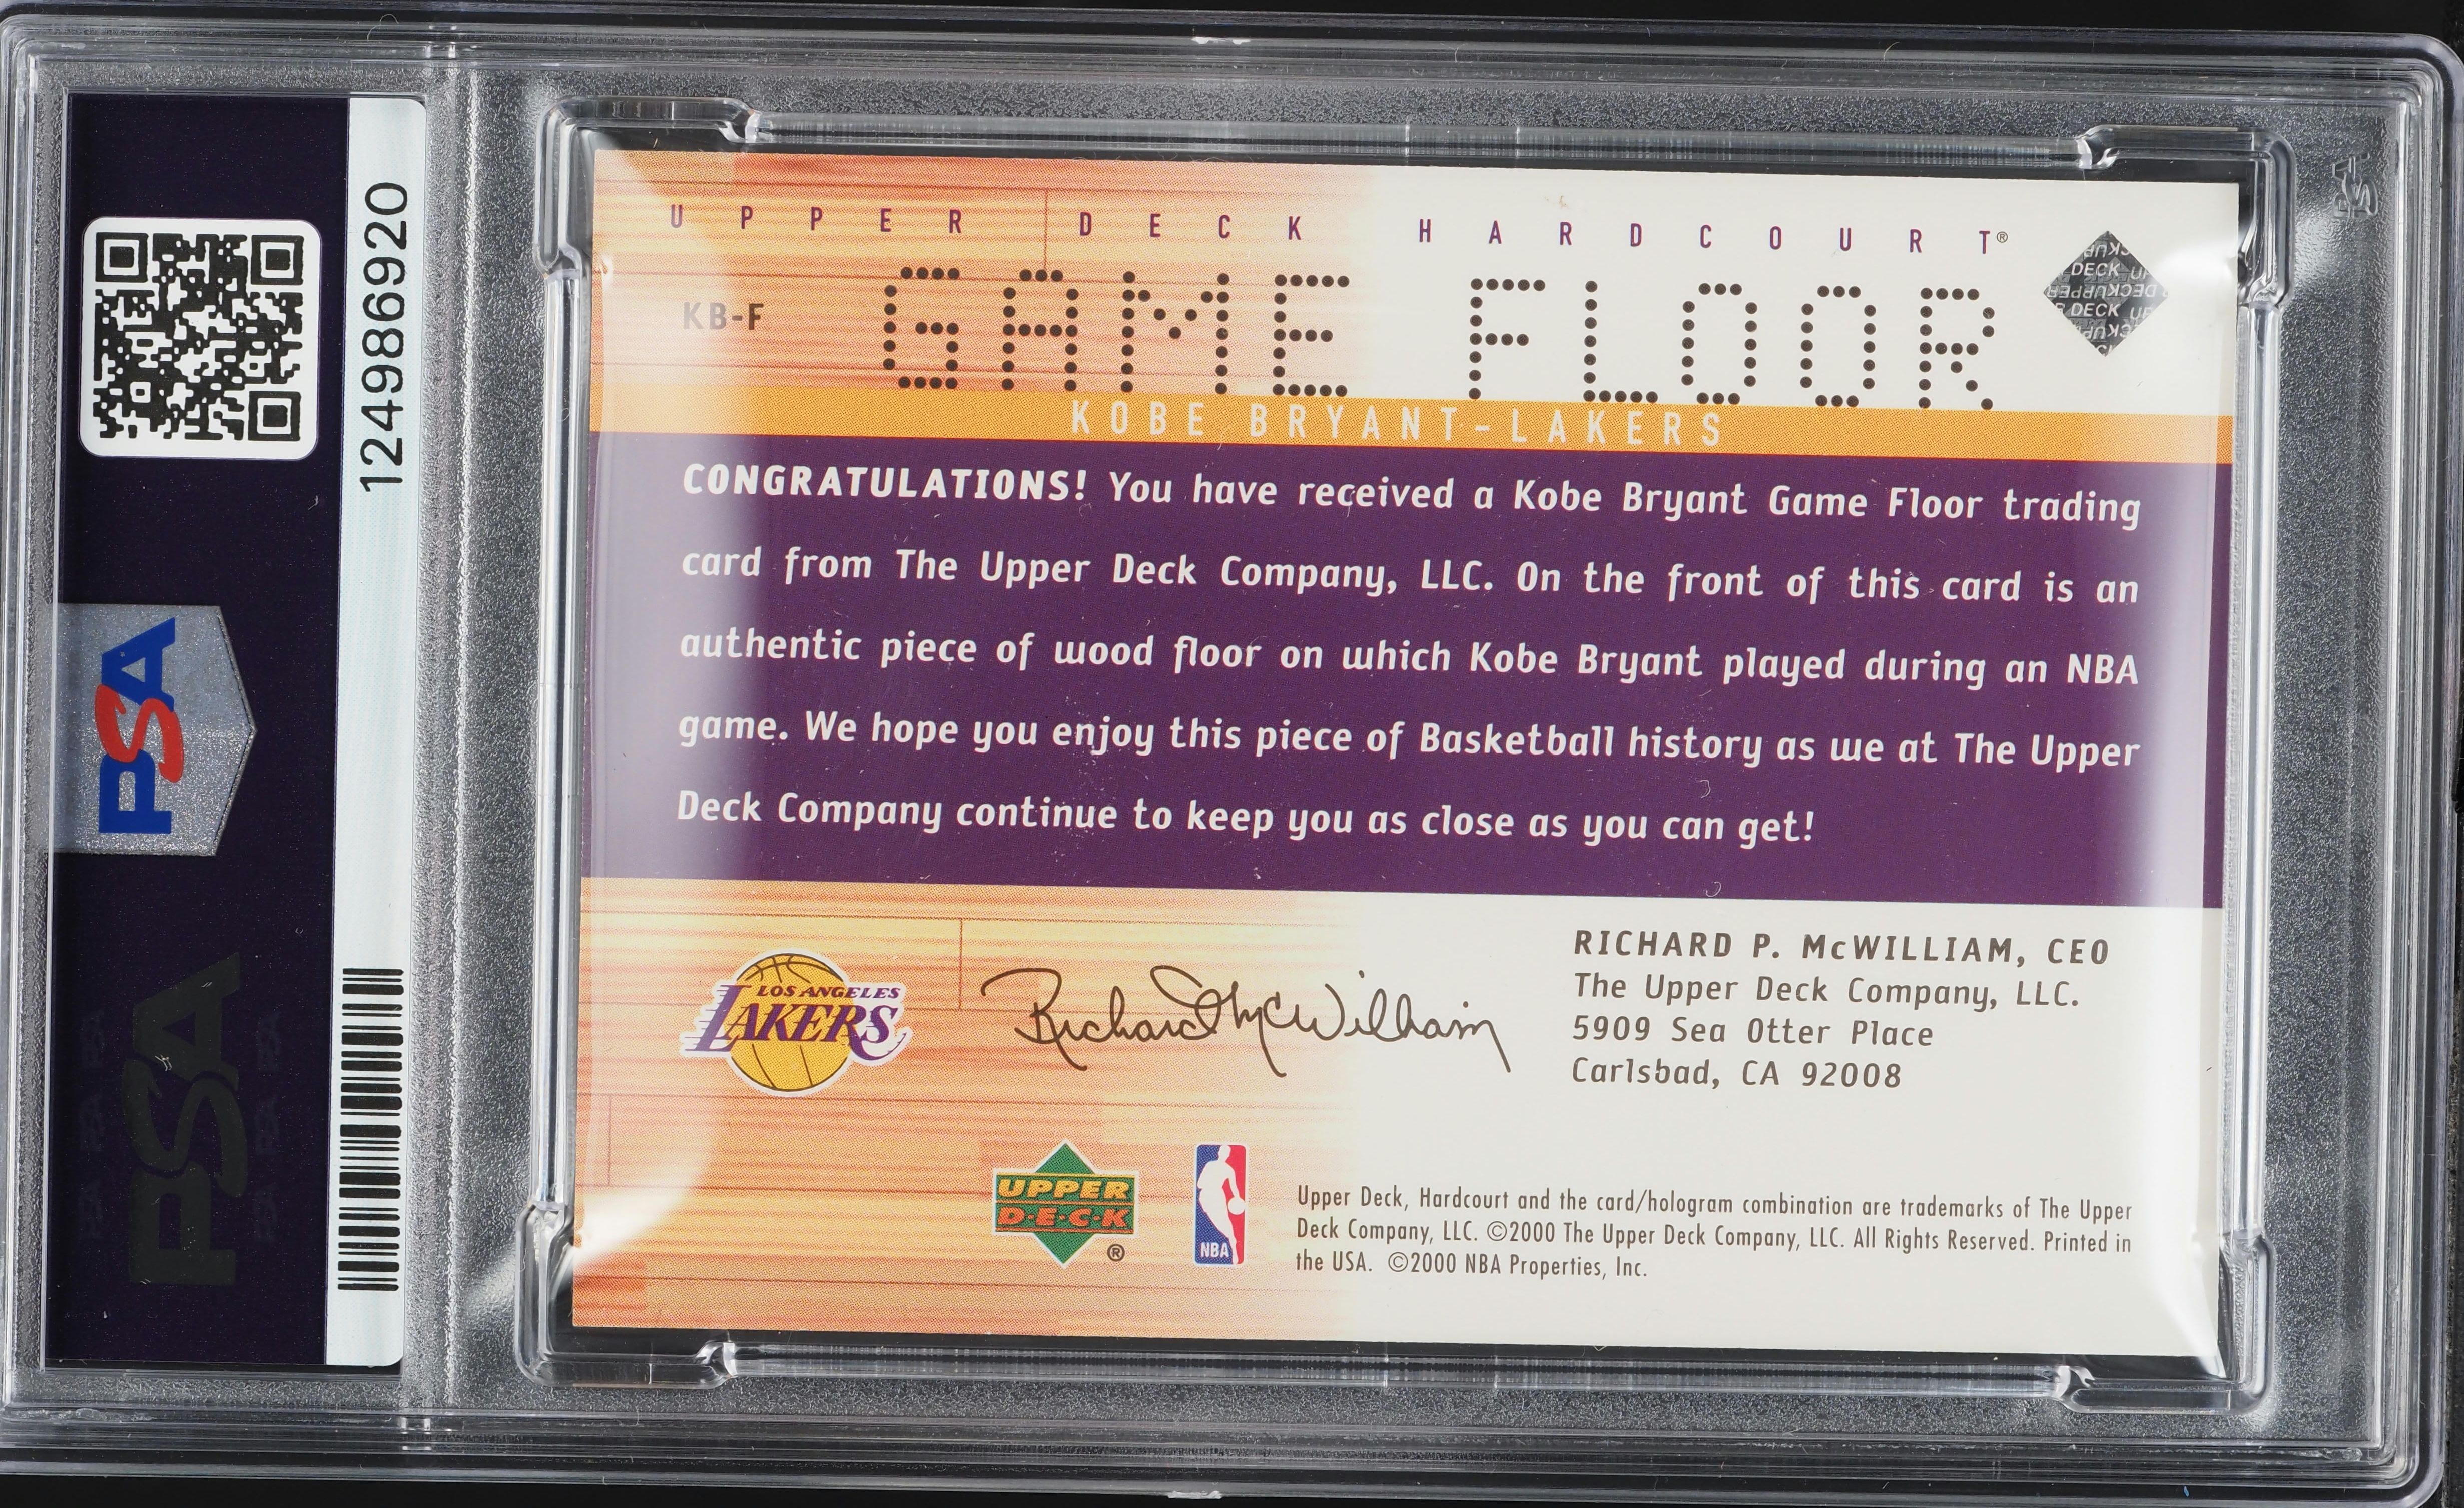 124986920
PSA
PSA
UPPER DECK HARDCOURT®
KB-F
GAME FLOOR
KOBE BRYANT-LAKERS
CONGRATULATIONS! You have received a Kobe Bryant Game Floor trading
card from The Upper Deck Company, LLC. On the front of this card is an
authentic piece of wood floor on which Kobe Bryant played during an NBA
game. We hope you enjoy this piece of Basketball history as we at The Upper
Deck Company continue to keep you as close as you can get!
LOS ANGELES
LAKERS
Richard McWilliam
RICHARD P. McWILLIAM, CEO
The Upper Deck Company, LLC.
5909 Sea Otter Place
Carlsbad, CA 92008
UPPER
D·E·C·K
®
NBA
Upper Deck, Hardcourt and the card/hologram combination are trademarks of The Upper
Deck Company, LLC. ©2000 The Upper Deck Company, LLC. All Rights Reserved. Printed in
the USA. ©2000 NBA Properties, Inc.